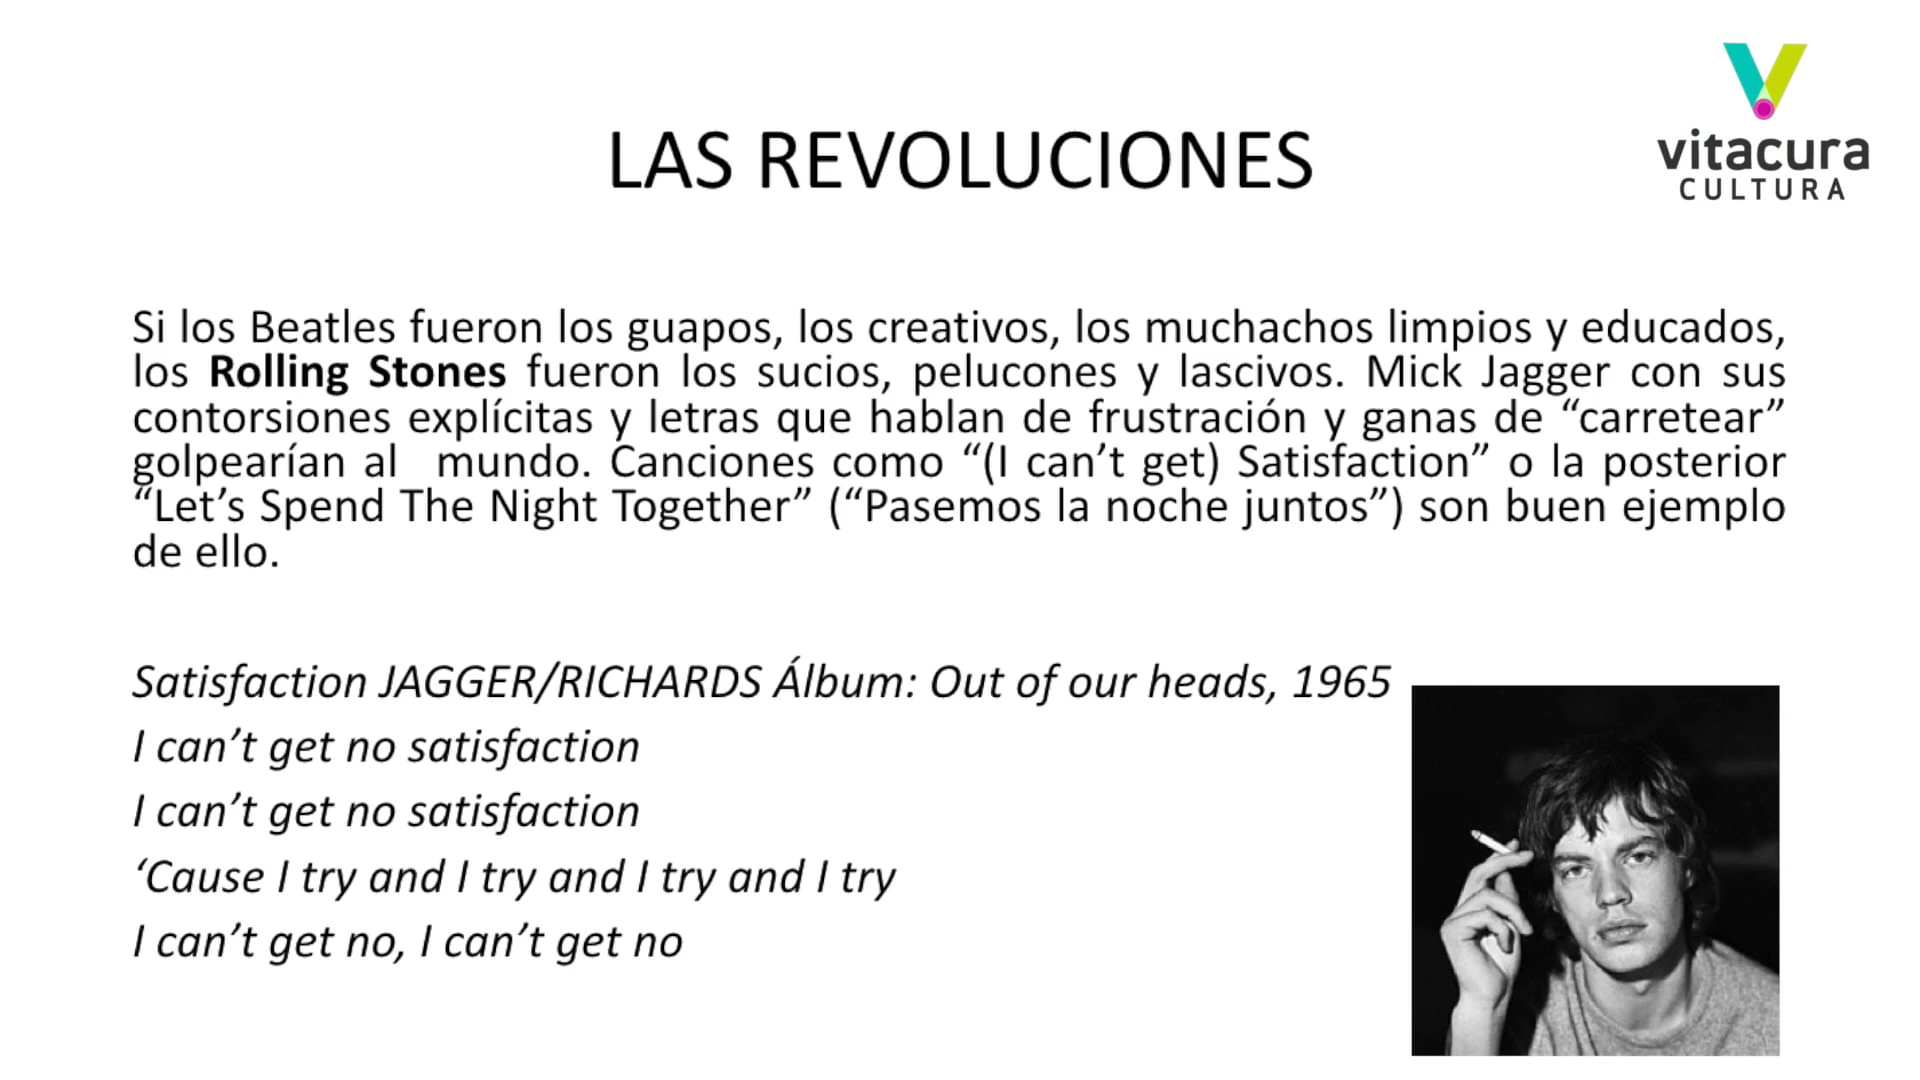 vitacura
CULTURA
LAS REVOLUCIONES
Si los Beatles fueron los guapos, los creativos, los muchachos limpios y educados,
los Rolling Stones fueron los sucios, pelucones y lascivos. Mick Jagger con sus
contorsiones explícitas y letras que hablan de frustración y ganas de “carretear”
golpearían al mundo. Canciones como “(I can’t get) Satisfaction” o la posterior
“Let’s Spend The Night Together” (“Pasemos la noche juntos”) son buen ejemplo
de ello.
Satisfaction JAGGER/RICHARDS Álbum: Out of our heads, 1965
I can’t get no satisfaction
I can’t get no satisfaction
‘Cause I try and I try and I try and I try
I can’t get no, I can’t get no